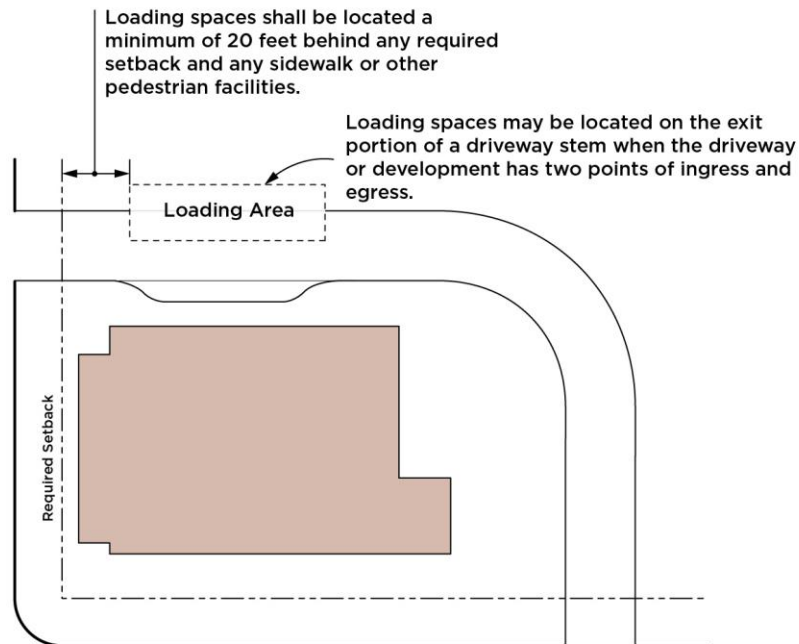 Loading spaces shall be located a
minimum of 20 feet behind any required
setback and any sidewalk or other
pedestrian facilities.
Loading spaces may be located on the exit
portion of a driveway stem when the driveway
or development has two points of ingress and
egress.
Loading Area
Required Setback